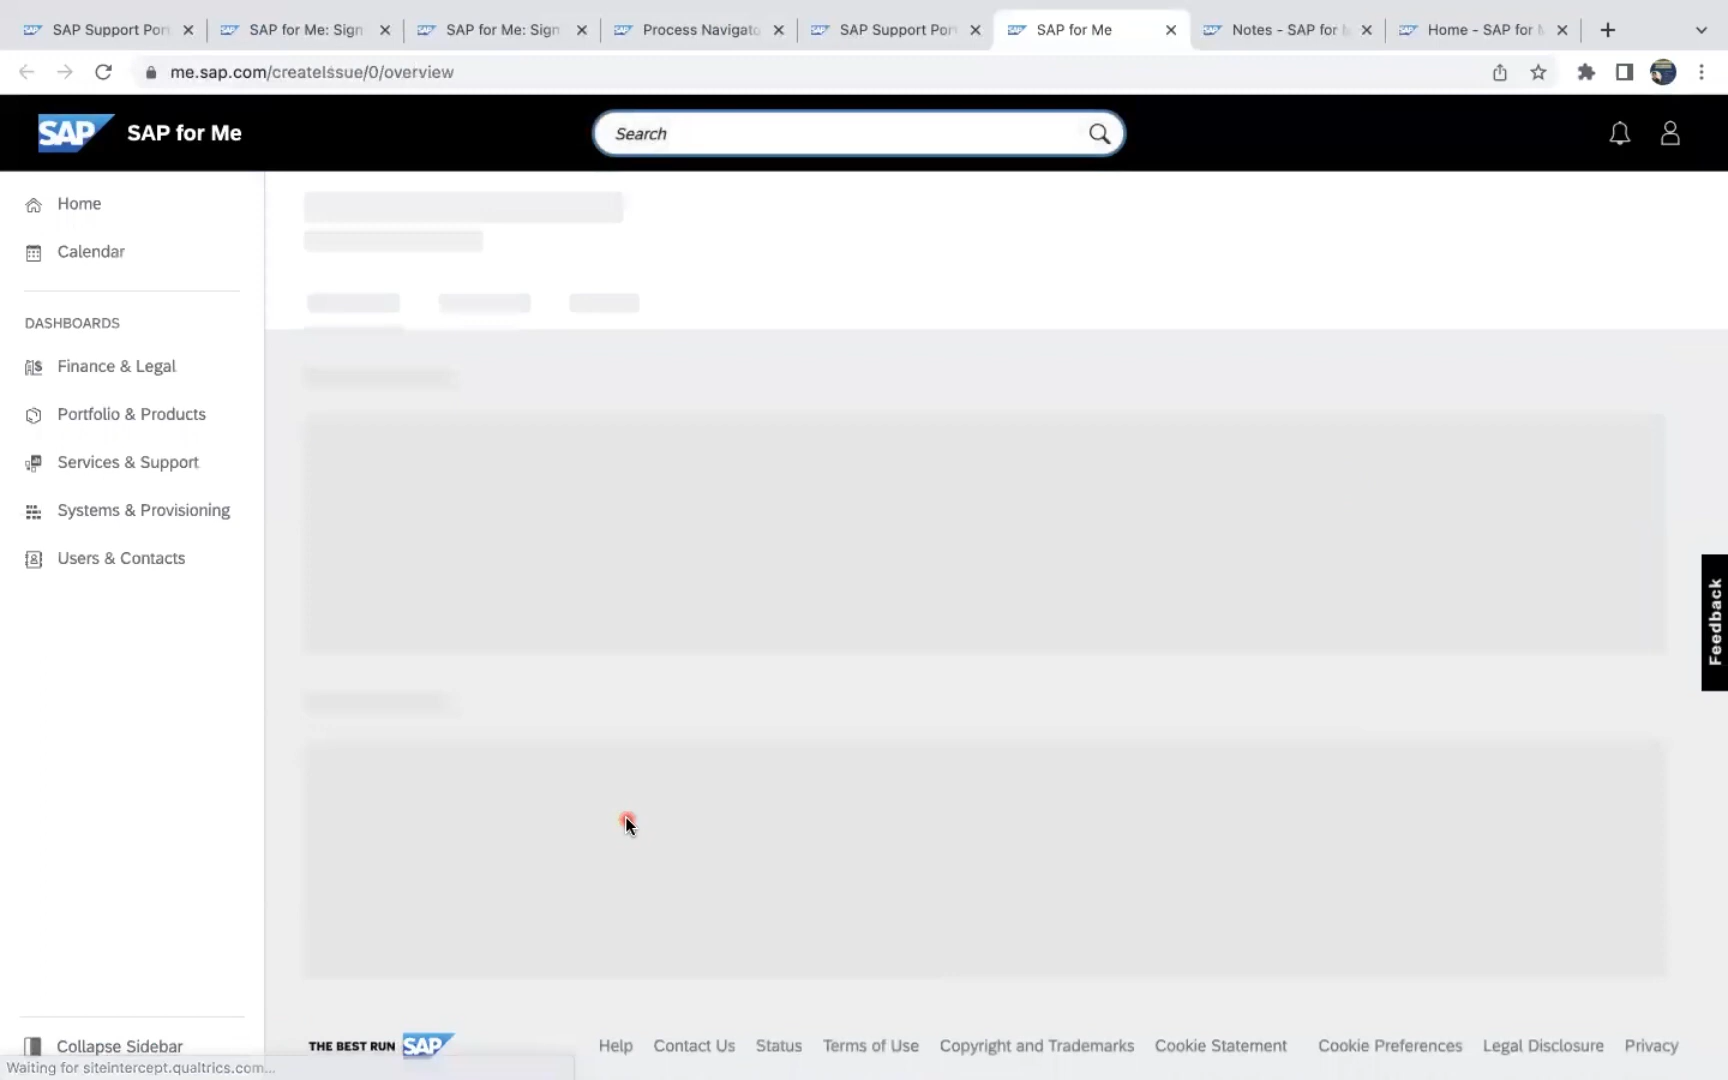 SAP Support Por
SAP for Me: Sign
SAP for Me: Sign
Process Navigato
SAP Support Por
SAP for Me
Notes - SAP for
Home - SAP for
me.sap.com/createIssue/0/overview
SAP SAP for Me
Search
Home
Calendar
DASHBOARDS
Finance & Legal
Portfolio & Products
Services & Support
Systems & Provisioning
Users & Contacts
Feedback
Collapse Sidebar
THE BEST RUN SAP
Help Contact Us Status Terms of Use Copyright and Trademarks Cookie Statement Cookie Preferences Legal Disclosure Privacy
Waiting for siteintercept.qualtrics.com...